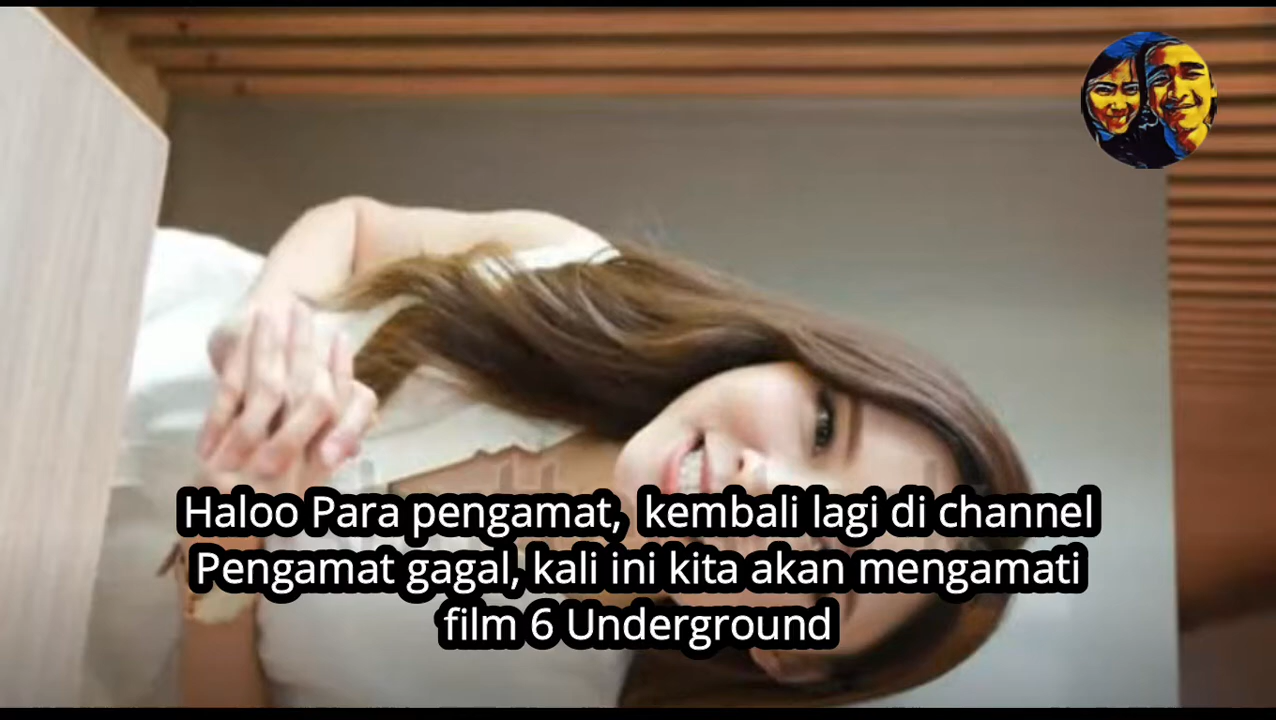 Haloo Para pengamat, kembali lagi di channel
Pengamat gagal, kali ini kita akan mengamati
film 6 Underground